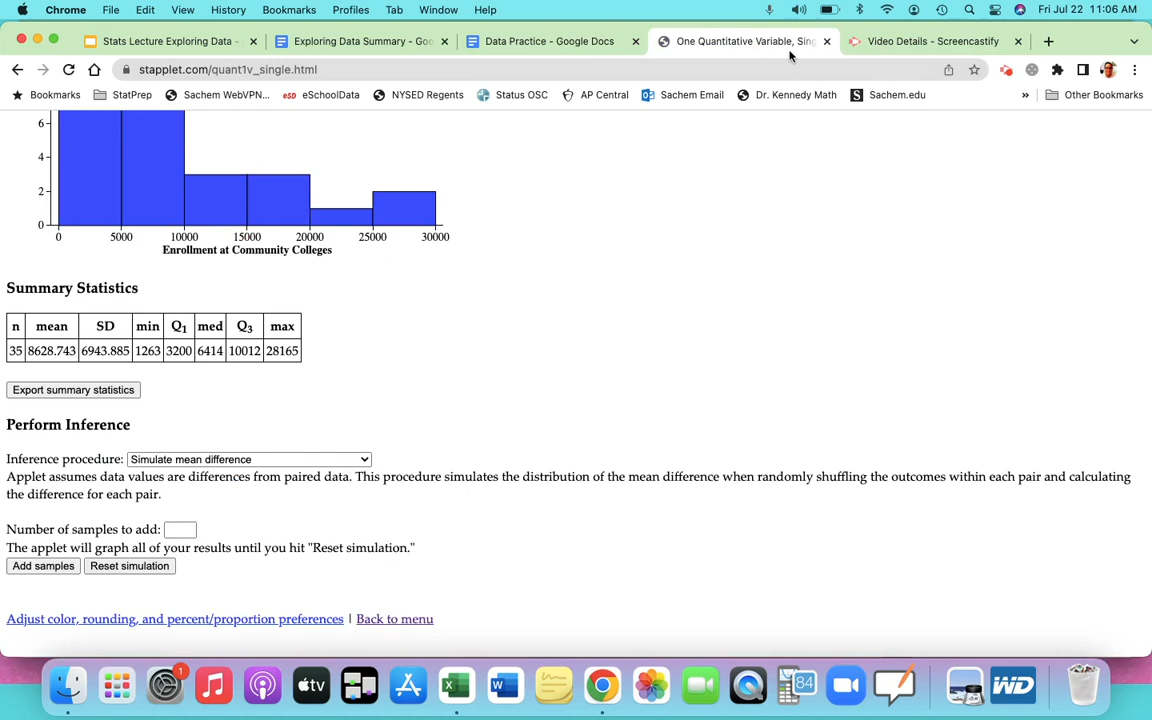 Chrome File Edit View History Bookmarks Profiles Tab Window Help Fri Jul 22 11:06 AM
Stats Lecture Exploring Data - Exploring Data Summary - Goo Data Practice - Google Docs One Quantitative Variable, Sing Video Details - Screencastify
stapplet.com/quant1v_single.html
Bookmarks StatPrep Sachem WebVPN... esd eSchoolData NYSED Regents Status OSC AP Central Sachem Email Dr. Kennedy Math S Sachem.edu » Other Bookmarks
6
4
2
0
0 5000 10000 15000 20000 25000 30000
Enrollment at Community Colleges
Summary Statistics
n mean SD min Q1 med Q3 max
35 8628.743 6943.885 1263 3200 6414 10012 28165
Export summary statistics
Perform Inference
Inference procedure: Simulate mean difference
Applet assumes data values are differences from paired data. This procedure simulates the distribution of the mean difference when randomly shuffling the outcomes within each pair and calculating
the difference for each pair.
Number of samples to add:
The applet will graph all of your results until you hit "Reset simulation."
Add samples Reset simulation
Adjust color, rounding, and percent/proportion preferences | Back to menu
1
tv
X
W
84
WD